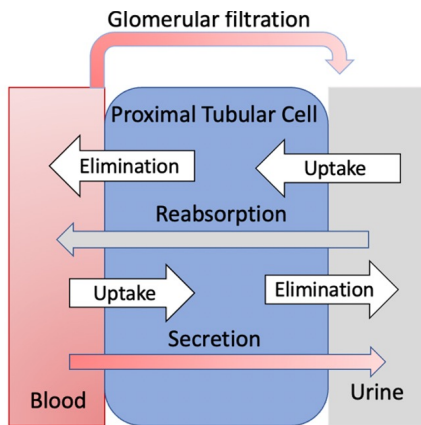 Glomerular filtration
Proximal Tubular Cell
Elimination
Uptake
Reabsorption
Uptake
Elimination
Secretion
Blood
Urine